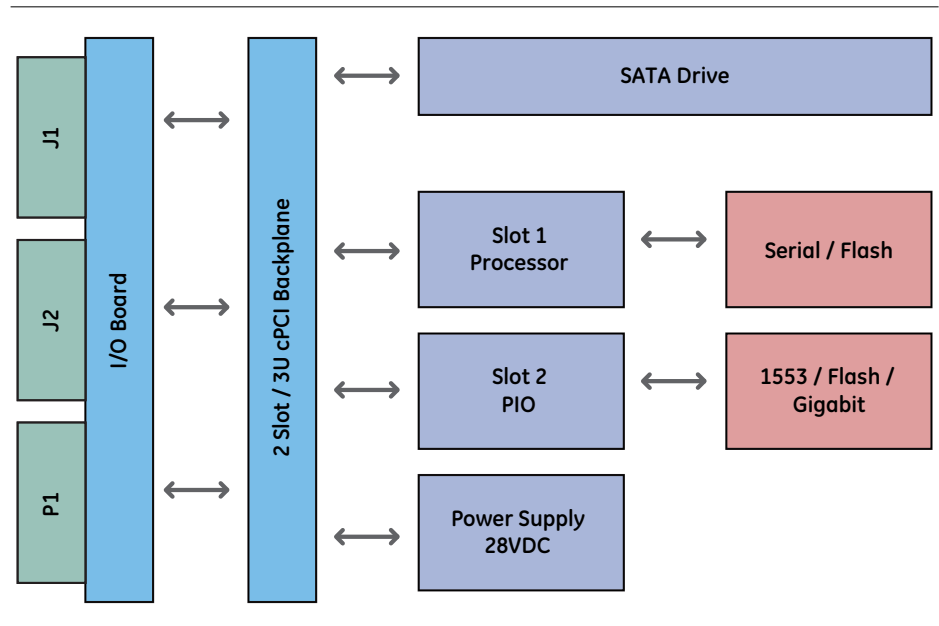 J1
J2
P1
I/O Board
2 Slot / 3U cPCI Backplane
SATA Drive
Slot 1
Processor
Serial / Flash
Slot 2
PIO
1553 / Flash /
Gigabit
Power Supply
28VDC